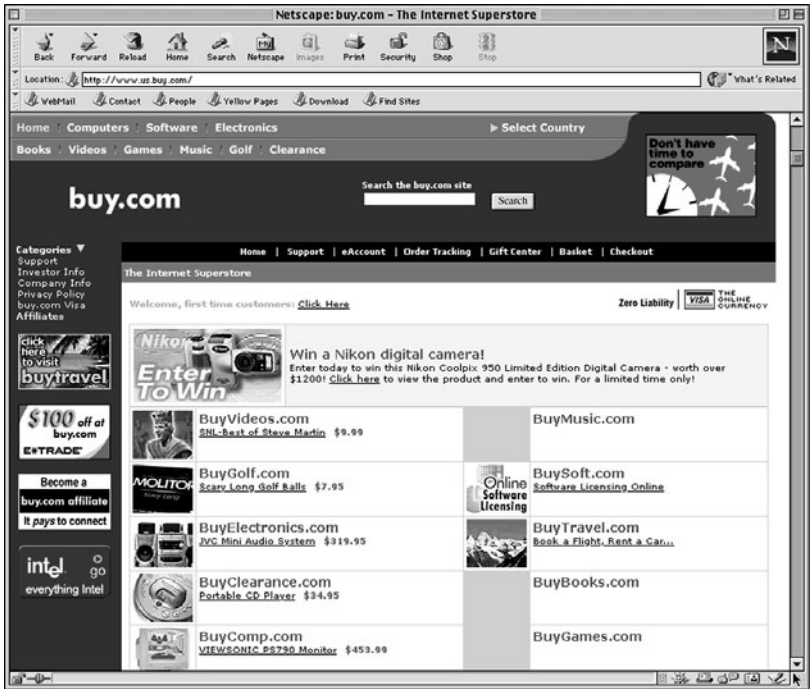 Netscape: buy.com - The Internet Superstore
Back Forward Reload Home Search Netscape Images Print Security Shop Stop
N
Location: http://www.us.buy.com/ What's Related
WebMail Contact People Yellow Pages Download Find Sites
Home Computers Software Electronics
▶ Select Country
Books Videos Games Music Golf Clearance
Don't have
time to
compare
buy.com
Search the buy.com site
Search
Categories ▼
Support
Investor Info
Company Info
Privacy Policy
buy.com Visa
Affiliates
click
here
to visit
buytravel
$100 off at
buy.com
E*TRADE
Become a
buy.com affiliate
It pays to connect
intel go
everything Intel
Home | Support | eAccount | Order Tracking | Gift Center | Basket | Checkout
The Internet Superstore
Welcome, first time customers: Click Here
Zero Liability VISA THE
ONLINE
CURRENCY
Nikon
Enter
To Win
Win a Nikon digital camera!
Enter today to win this Nikon Coolpix 950 Limited Edition Digital Camera - worth over
$1200! Click here to view the product and enter to win. For a limited time only!
BuyVideos.com
SNL-Best of Steve Martin $9.99
BuyMusic.com
MOLITOR
Scary Long
BuyGolf.com
Scary Long Golf Balls $7.95
Online
Software
Licensing
BuySoft.com
Software Licensing Online
BuyElectronics.com
JVC Mini Audio System $319.95
BuyTravel.com
Book a Flight, Rent a Car...
BuyClearance.com
Portable CD Player $34.95
BuyBooks.com
BuyComp.com
VIEWSONIC PS790 Monitor $453.99
BuyGames.com